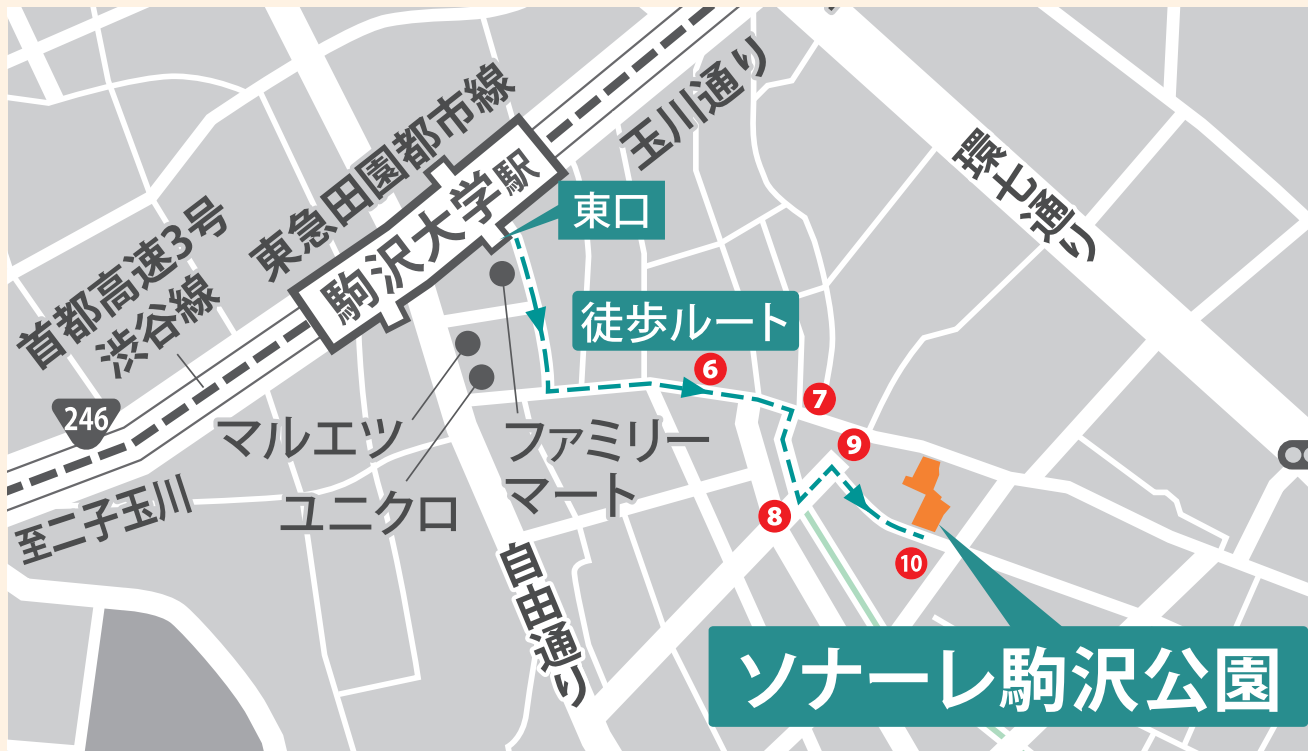 玉川通り
環七通り
東急田園都市線
駒沢大学駅
東口
首都高速3号
渋谷線
徒歩ルート
6
7
246
マルエツ
ファミリー
マート
9
ユニクロ
8
至二子玉川
10
自由通り
ソナーレ駒沢公園